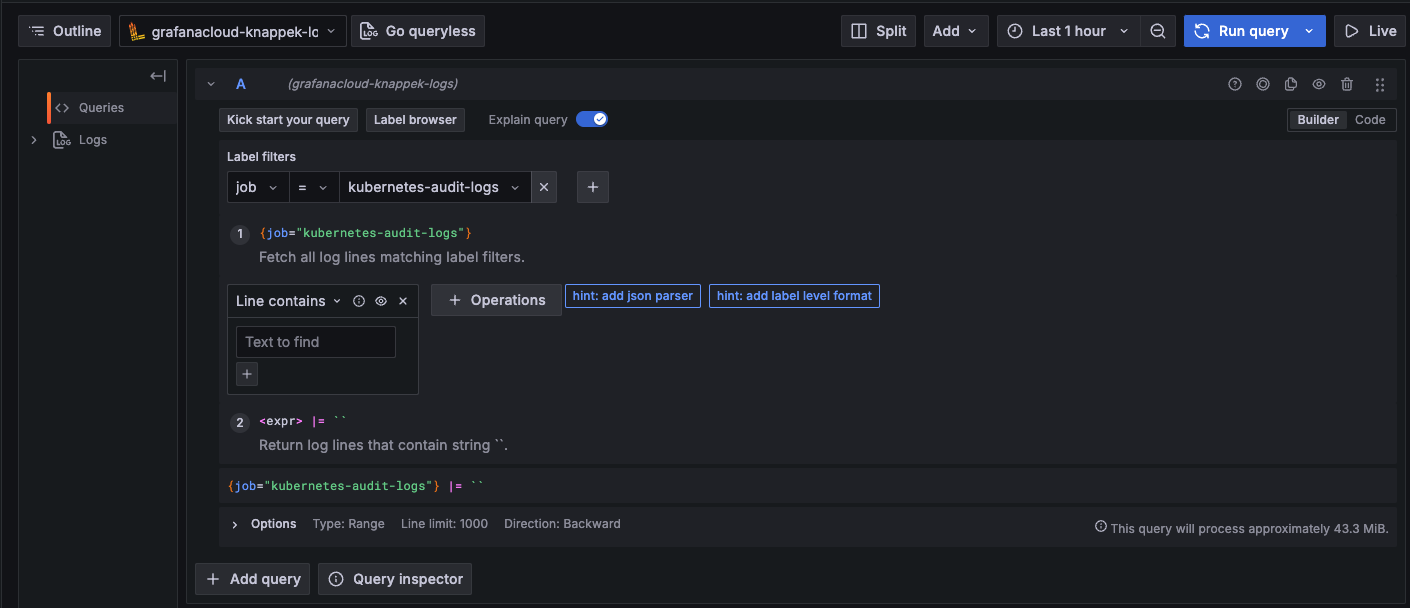 Outline
grafanacloud-knappek-lc
Go queryless
Split
Add
Last 1 hour
Run query
Live
Queries
LOG Logs
A (grafanacloud-knappek-logs)
Kick start your query
Label browser
Explain query
Builder
Code
Label filters
job
=
kubernetes-audit-logs
1 {job="kubernetes-audit-logs"}
Fetch all log lines matching label filters.
Line contains
+ Operations
hint: add json parser
hint: add label level format
Text to find
+
2 <expr> |= ``
Return log lines that contain string ``.
{job="kubernetes-audit-logs"} |= ``
Options Type: Range Line limit: 1000 Direction: Backward
This query will process approximately 43.3 MiB.
+ Add query
Query inspector